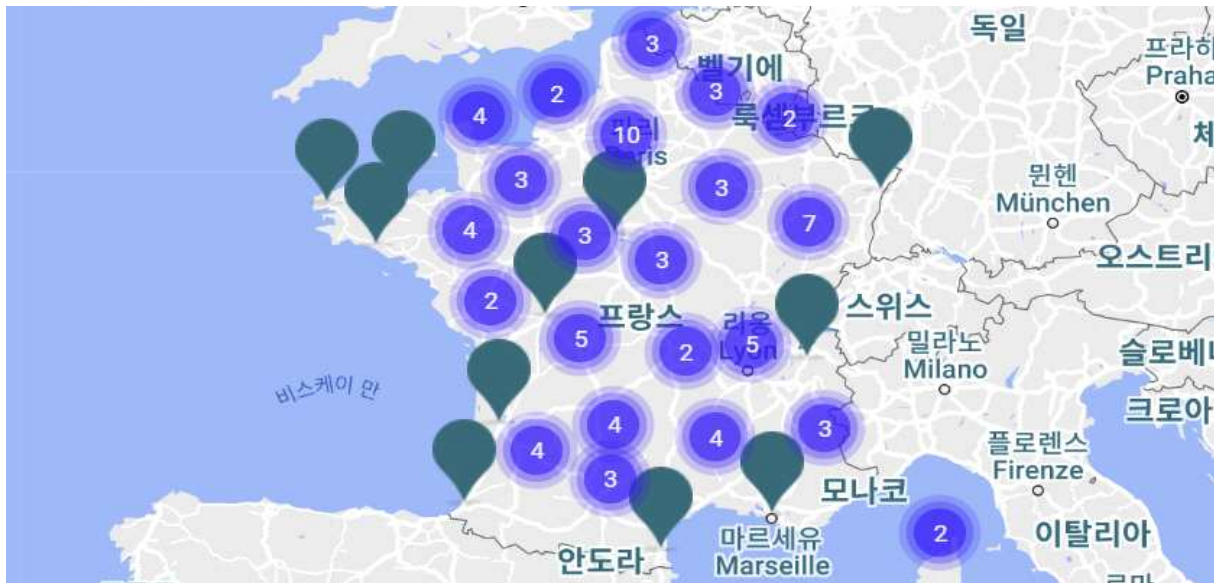 독일
3
벨기에
프라하
Praha
2
3
4
룩셈부르크
2
10
파리
Paris
체
3
3
뮌헨
München
4
3
7
오스트리
3
2
프랑스
스위스
5
2
리옹
Lyon
5
밀라노
Milano
슬로베니
비스케이 만
크로아
4
4
4
3
플로렌스
Firenze
3
모나코
2
이탈리아
안도라
마르세유
Marseille
로마